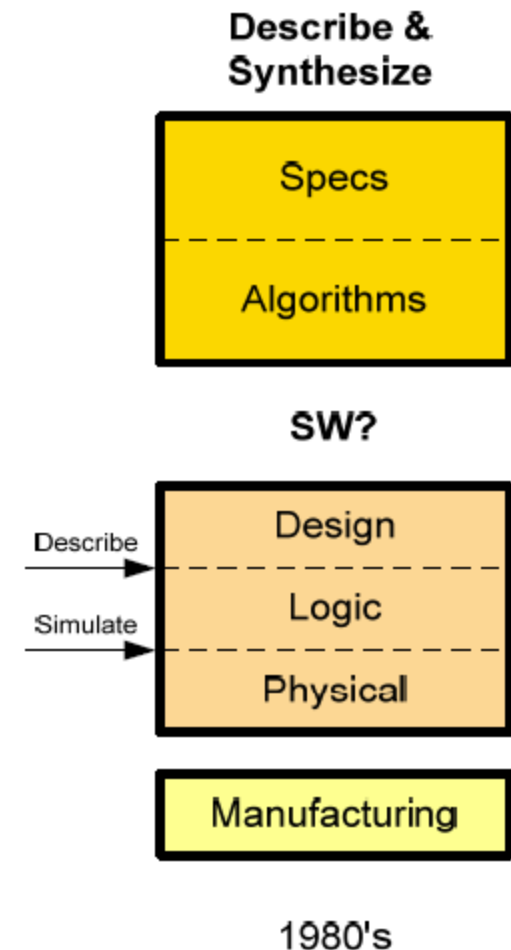 Describe &
Synthesize
Specs
Algorithms
SW?
Design
Describe
Logic
Simulate
Physical
Manufacturing
1980's